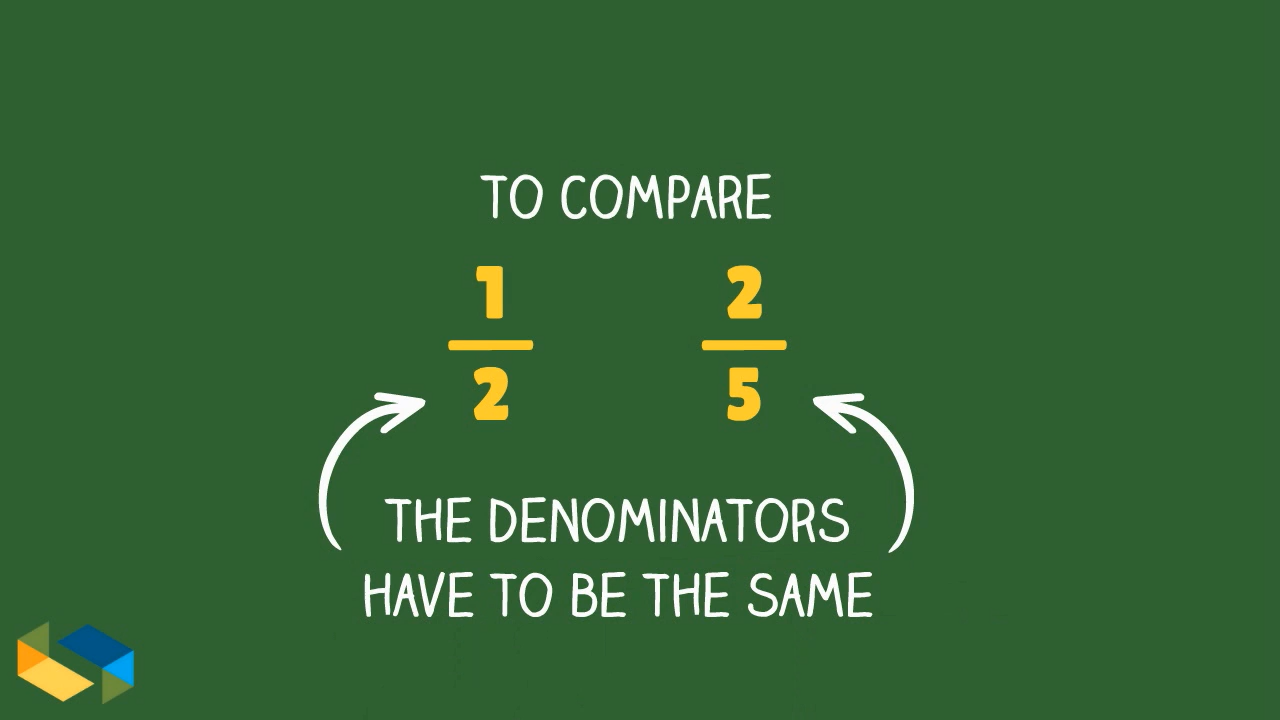 TO COMPARE
1 2
2 5
THE DENOMINATORS
HAVE TO BE THE SAME